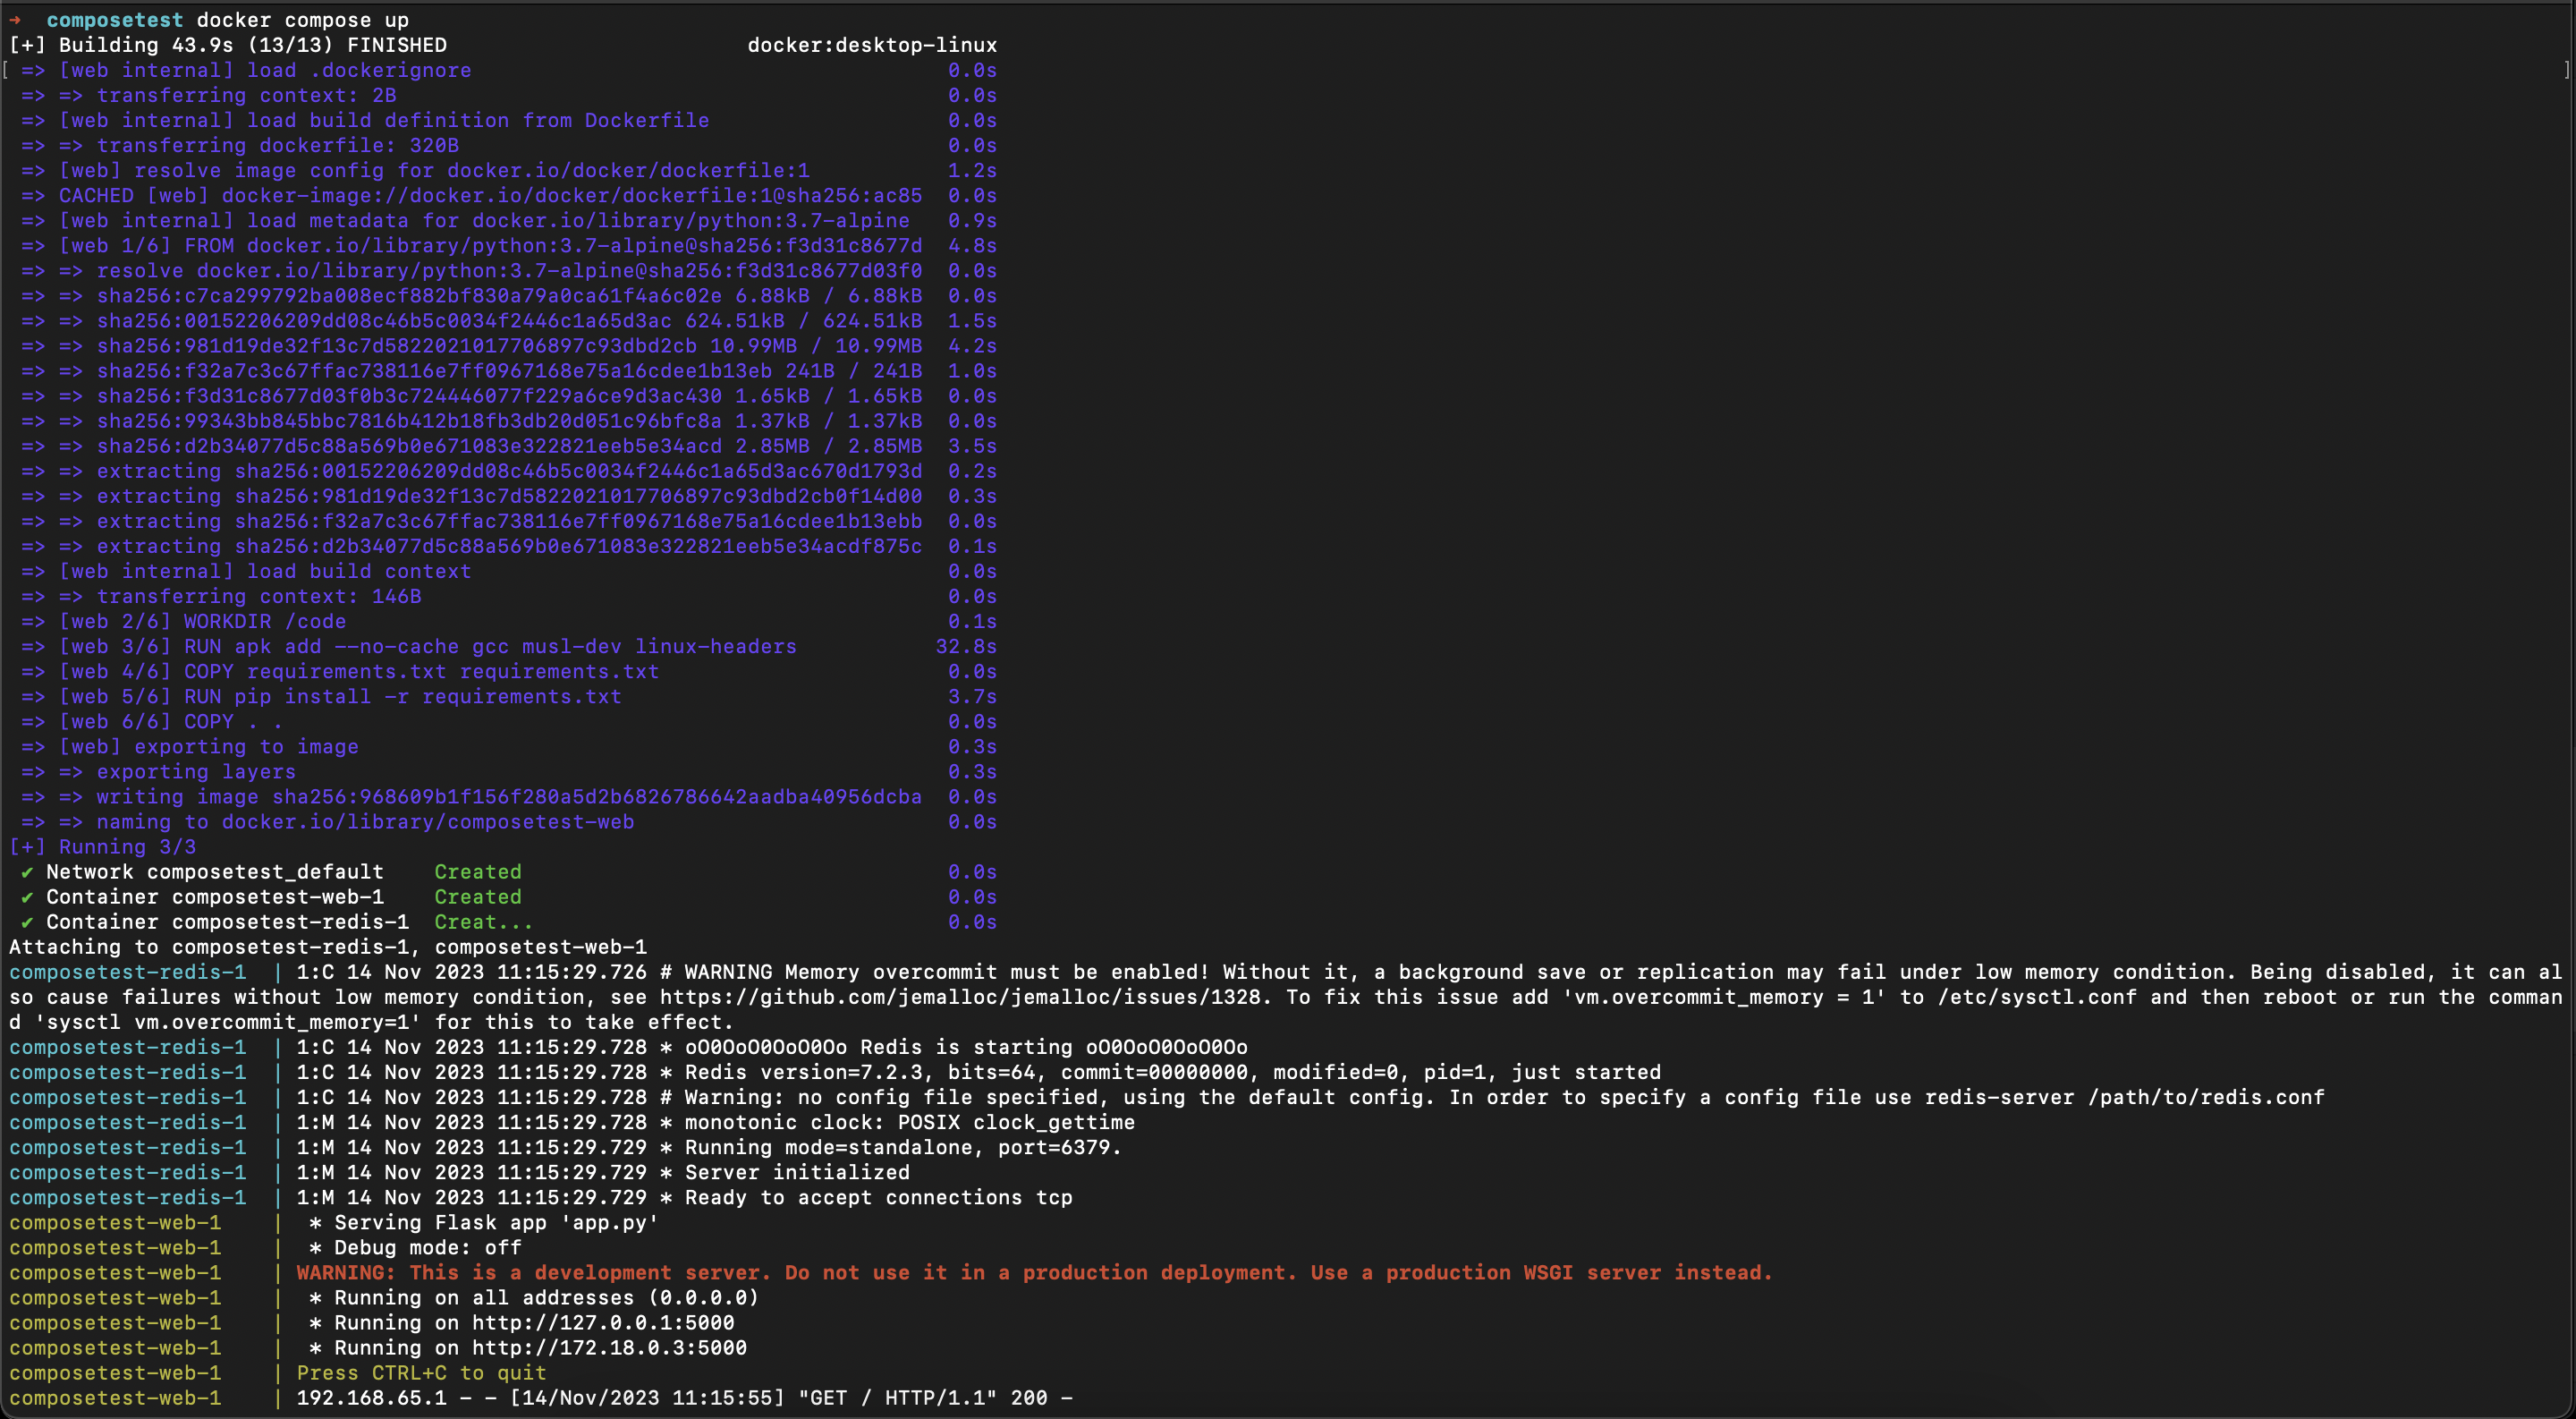 ➜  composetest docker compose up
[+] Building 43.9s (13/13) FINISHED                        docker:desktop-linux
[ => [web internal] load .dockerignore                                      0.0s ]
 => => transferring context: 2B                                            0.0s
 => [web internal] load build definition from Dockerfile                   0.0s
 => => transferring dockerfile: 320B                                       0.0s
 => [web] resolve image config for docker.io/docker/dockerfile:1           1.2s
 => CACHED [web] docker-image://docker.io/docker/dockerfile:1@sha256:ac85  0.0s
 => [web internal] load metadata for docker.io/library/python:3.7-alpine   0.9s
 => [web 1/6] FROM docker.io/library/python:3.7-alpine@sha256:f3d31c8677d  4.8s
 => => resolve docker.io/library/python:3.7-alpine@sha256:f3d31c8677d03f0  0.0s
 => => sha256:c7ca299792ba008ecf882bf830a79a0ca61f4a6c02e 6.88kB / 6.88kB  0.0s
 => => sha256:00152206209dd08c46b5c0034f2446c1a65d3ac 624.51kB / 624.51kB  1.5s
 => => sha256:981d19de32f13c7d5822021017706897c93dbd2cb 10.99MB / 10.99MB  4.2s
 => => sha256:f32a7c3c67ffac738116e7ff0967168e75a16cdee1b13eb 241B / 241B  1.0s
 => => sha256:f3d31c8677d03f0b3c724446077f229a6ce9d3ac430 1.65kB / 1.65kB  0.0s
 => => sha256:99343bb845bbc7816b412b18fb3db20d051c96bfc8a 1.37kB / 1.37kB  0.0s
 => => sha256:d2b34077d5c88a569b0e671083e322821eeb5e34acd 2.85MB / 2.85MB  3.5s
 => => extracting sha256:00152206209dd08c46b5c0034f2446c1a65d3ac670d1793d  0.2s
 => => extracting sha256:981d19de32f13c7d5822021017706897c93dbd2cb0f14d00  0.3s
 => => extracting sha256:f32a7c3c67ffac738116e7ff0967168e75a16cdee1b13ebb  0.0s
 => => extracting sha256:d2b34077d5c88a569b0e671083e322821eeb5e34acdf875c  0.1s
 => [web internal] load build context                                      0.0s
 => => transferring context: 146B                                          0.0s
 => [web 2/6] WORKDIR /code                                                0.1s
 => [web 3/6] RUN apk add --no-cache gcc musl-dev linux-headers           32.8s
 => [web 4/6] COPY requirements.txt requirements.txt                       0.0s
 => [web 5/6] RUN pip install -r requirements.txt                          3.7s
 => [web 6/6] COPY . .                                                     0.0s
 => [web] exporting to image                                               0.3s
 => => exporting layers                                                    0.3s
 => => writing image sha256:968609b1f156f280a5d2b6826786642aadba40956dcba  0.0s
 => => naming to docker.io/library/composetest-web                         0.0s
[+] Running 3/3
 ✔ Network composetest_default    Created                                  0.0s
 ✔ Container composetest-web-1    Created                                  0.0s
 ✔ Container composetest-redis-1  Creat...                                 0.0s
Attaching to composetest-redis-1, composetest-web-1
composetest-redis-1  | 1:C 14 Nov 2023 11:15:29.726 # WARNING Memory overcommit must be enabled! Without it, a background save or replication may fail under low memory condition. Being disabled, it can al
so cause failures without low memory condition, see https://github.com/jemalloc/jemalloc/issues/1328. To fix this issue add 'vm.overcommit_memory = 1' to /etc/sysctl.conf and then reboot or run the comman
d 'sysctl vm.overcommit_memory=1' for this to take effect.
composetest-redis-1  | 1:C 14 Nov 2023 11:15:29.728 * oO0OoO0OoO0Oo Redis is starting oO0OoO0OoO0Oo
composetest-redis-1  | 1:C 14 Nov 2023 11:15:29.728 * Redis version=7.2.3, bits=64, commit=00000000, modified=0, pid=1, just started
composetest-redis-1  | 1:C 14 Nov 2023 11:15:29.728 # Warning: no config file specified, using the default config. In order to specify a config file use redis-server /path/to/redis.conf
composetest-redis-1  | 1:M 14 Nov 2023 11:15:29.728 * monotonic clock: POSIX clock_gettime
composetest-redis-1  | 1:M 14 Nov 2023 11:15:29.729 * Running mode=standalone, port=6379.
composetest-redis-1  | 1:M 14 Nov 2023 11:15:29.729 * Server initialized
composetest-redis-1  | 1:M 14 Nov 2023 11:15:29.729 * Ready to accept connections tcp
composetest-web-1    |  * Serving Flask app 'app.py'
composetest-web-1    |  * Debug mode: off
composetest-web-1    | WARNING: This is a development server. Do not use it in a production deployment. Use a production WSGI server instead.
composetest-web-1    |  * Running on all addresses (0.0.0.0)
composetest-web-1    |  * Running on http://127.0.0.1:5000
composetest-web-1    |  * Running on http://172.18.0.3:5000
composetest-web-1    | Press CTRL+C to quit
composetest-web-1    | 192.168.65.1 - - [14/Nov/2023 11:15:55] "GET / HTTP/1.1" 200 -